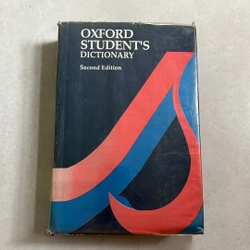 OXFORD
STUDENT'S
DICTIONARY
Second Edition